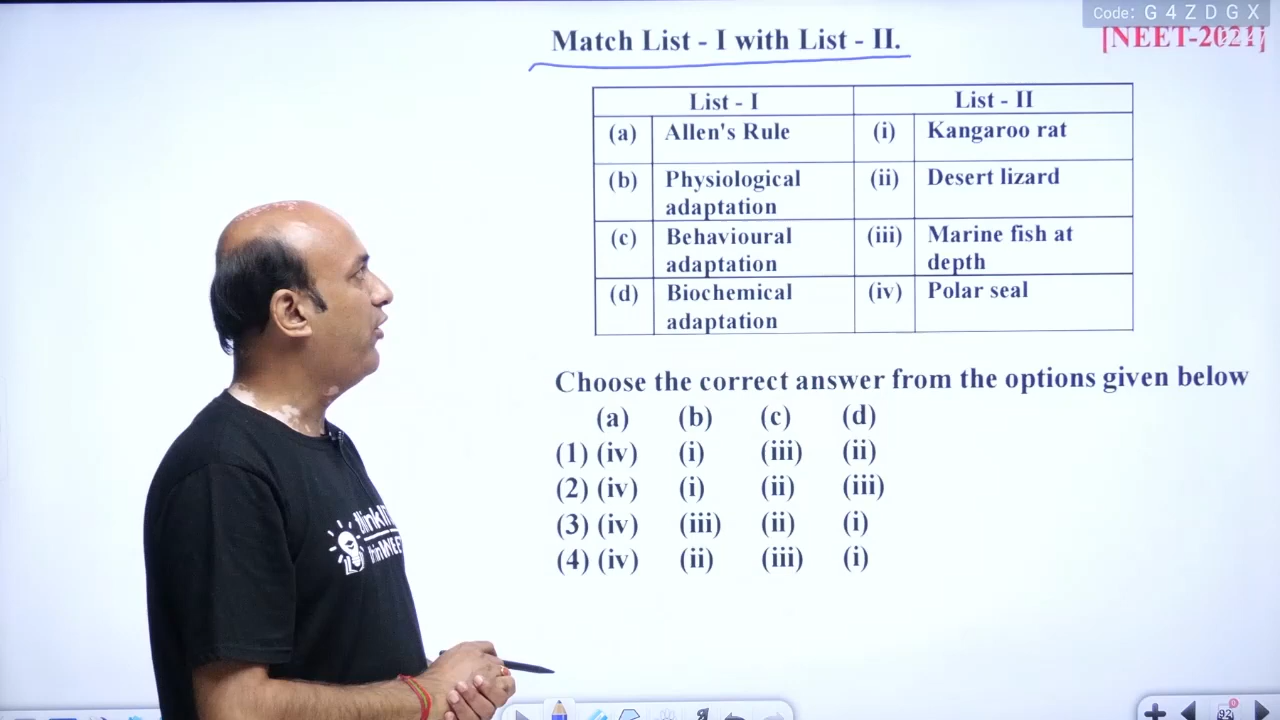 Code: G 4 Z D G X
Match List - I with List - II.
[NEET-2021]
List - I List - II
(a) Allen's Rule (i) Kangaroo rat
(b) Physiological adaptation (ii) Desert lizard
(c) Behavioural adaptation (iii) Marine fish at depth
(d) Biochemical adaptation (iv) Polar seal
Choose the correct answer from the options given below
(a) (b) (c) (d)
(1) (iv) (i) (iii) (ii)
(2) (iv) (i) (ii) (iii)
(3) (iv) (iii) (ii) (i)
(4) (iv) (ii) (iii) (i)
92